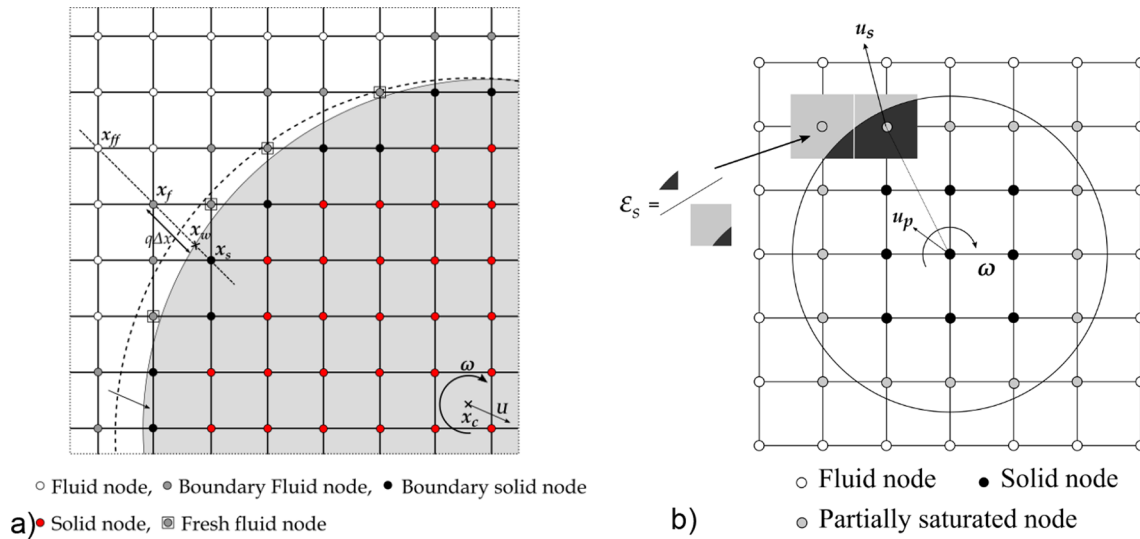 x_ff
x_f
qΔx
x_w
x_s
ω
u
x_c
○ Fluid node, ● Boundary Fluid node, ● Boundary solid node
a) ● Solid node, ▣ Fresh fluid node
u_s
ε_s =
u_p
ω
○ Fluid node ● Solid node
b) ● Partially saturated node